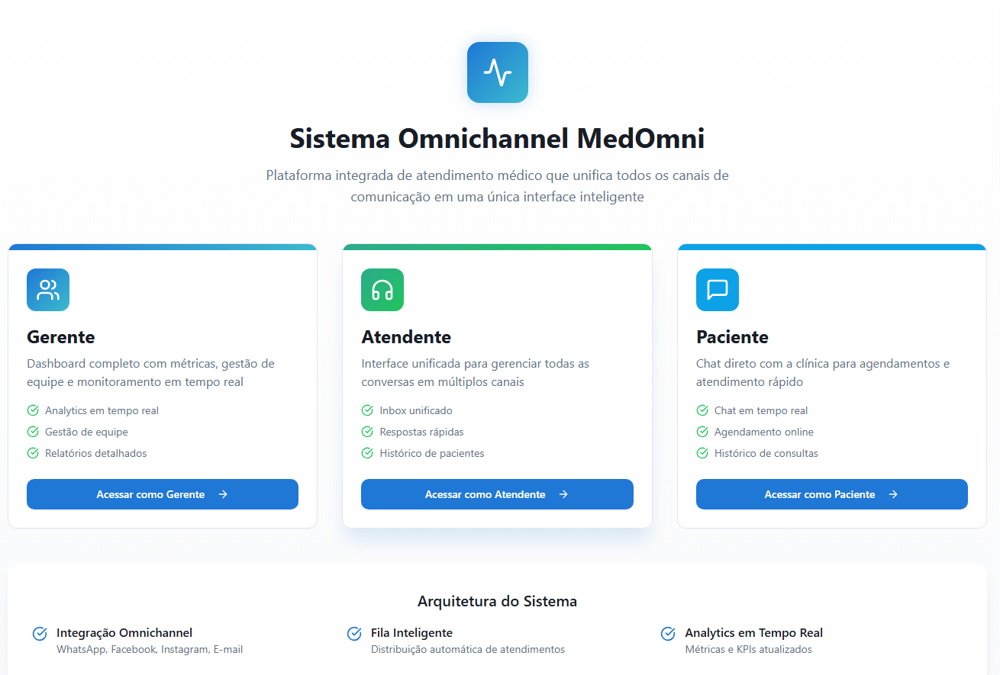 Sistema Omnichannel MedOmni
Plataforma integrada de atendimento médico que unifica todos os canais de
comunicação em uma única interface inteligente
Gerente
Dashboard completo com métricas, gestão de
equipe e monitoramento em tempo real
Analytics em tempo real
Gestão de equipe
Relatórios detalhados
Acessar como Gerente
Atendente
Interface unificada para gerenciar todas as
conversas em múltiplos canais
Inbox unificado
Respostas rápidas
Histórico de pacientes
Acessar como Atendente
Paciente
Chat direto com a clínica para agendamentos e
atendimento rápido
Chat em tempo real
Agendamento online
Histórico de consultas
Acessar como Paciente
Arquitetura do Sistema
Integração Omnichannel
WhatsApp, Facebook, Instagram, E-mail
Fila Inteligente
Distribuição automática de atendimentos
Analytics em Tempo Real
Métricas e KPIs atualizados